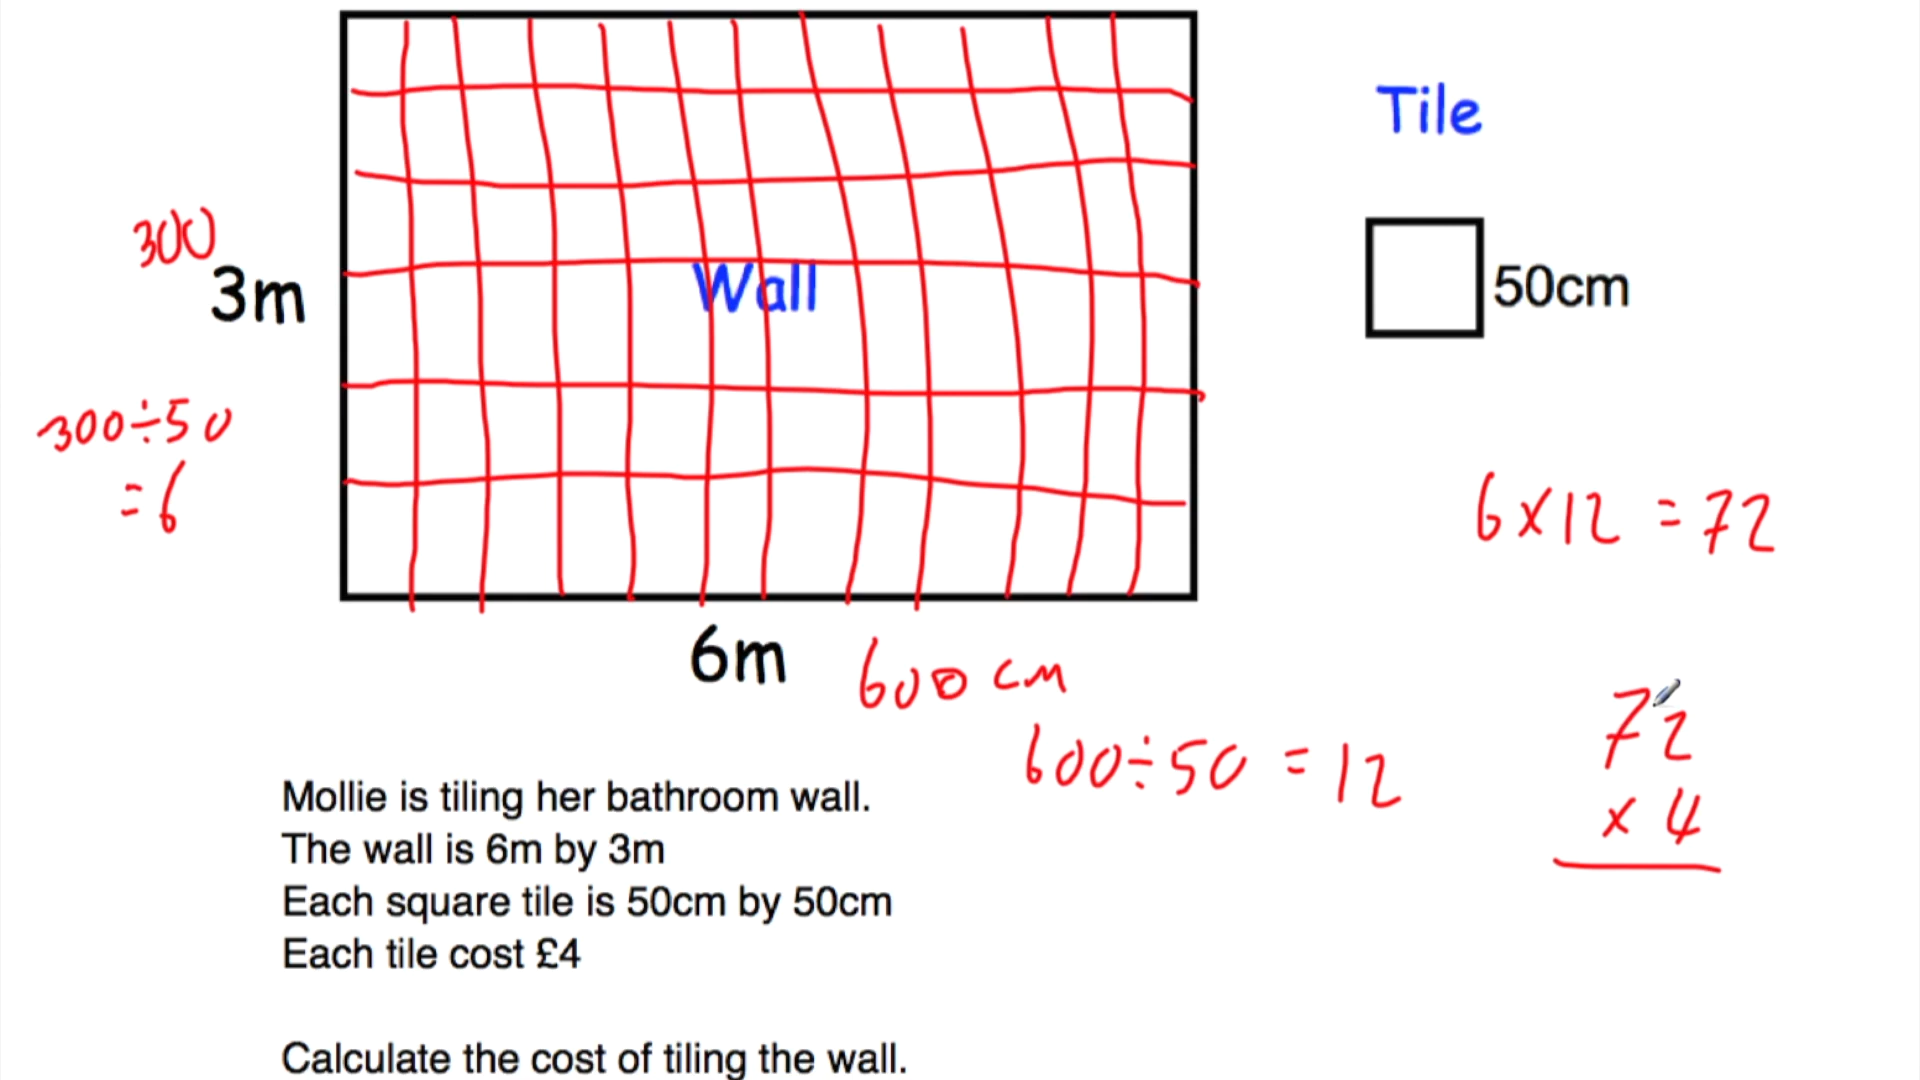 Tile
300
3m
Wall
50cm
300÷50
=6
6×12 = 72
6m
600 cm
600÷50 = 12
72
× 4
Mollie is tiling her bathroom wall.
The wall is 6m by 3m
Each square tile is 50cm by 50cm
Each tile cost £4
Calculate the cost of tiling the wall.